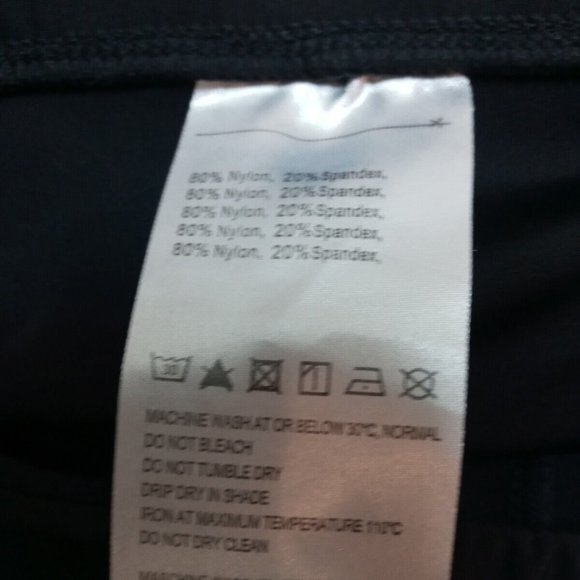 80% Nylon, 20% Spandex,
80% Nylon, 20% Spandex,
80% Nylon, 20% Spandex,
80% Nylon, 20% Spandex,
80% Nylon, 20% Spandex,
30
MACHINE WASH AT OR BELOW 30°C, NORMAL
DO NOT BLEACH
DO NOT TUMBLE DRY
DRIP DRY IN SHADE
IRON AT MAXIMUM TEMPERATURE 110°C
DO NOT DRY CLEAN